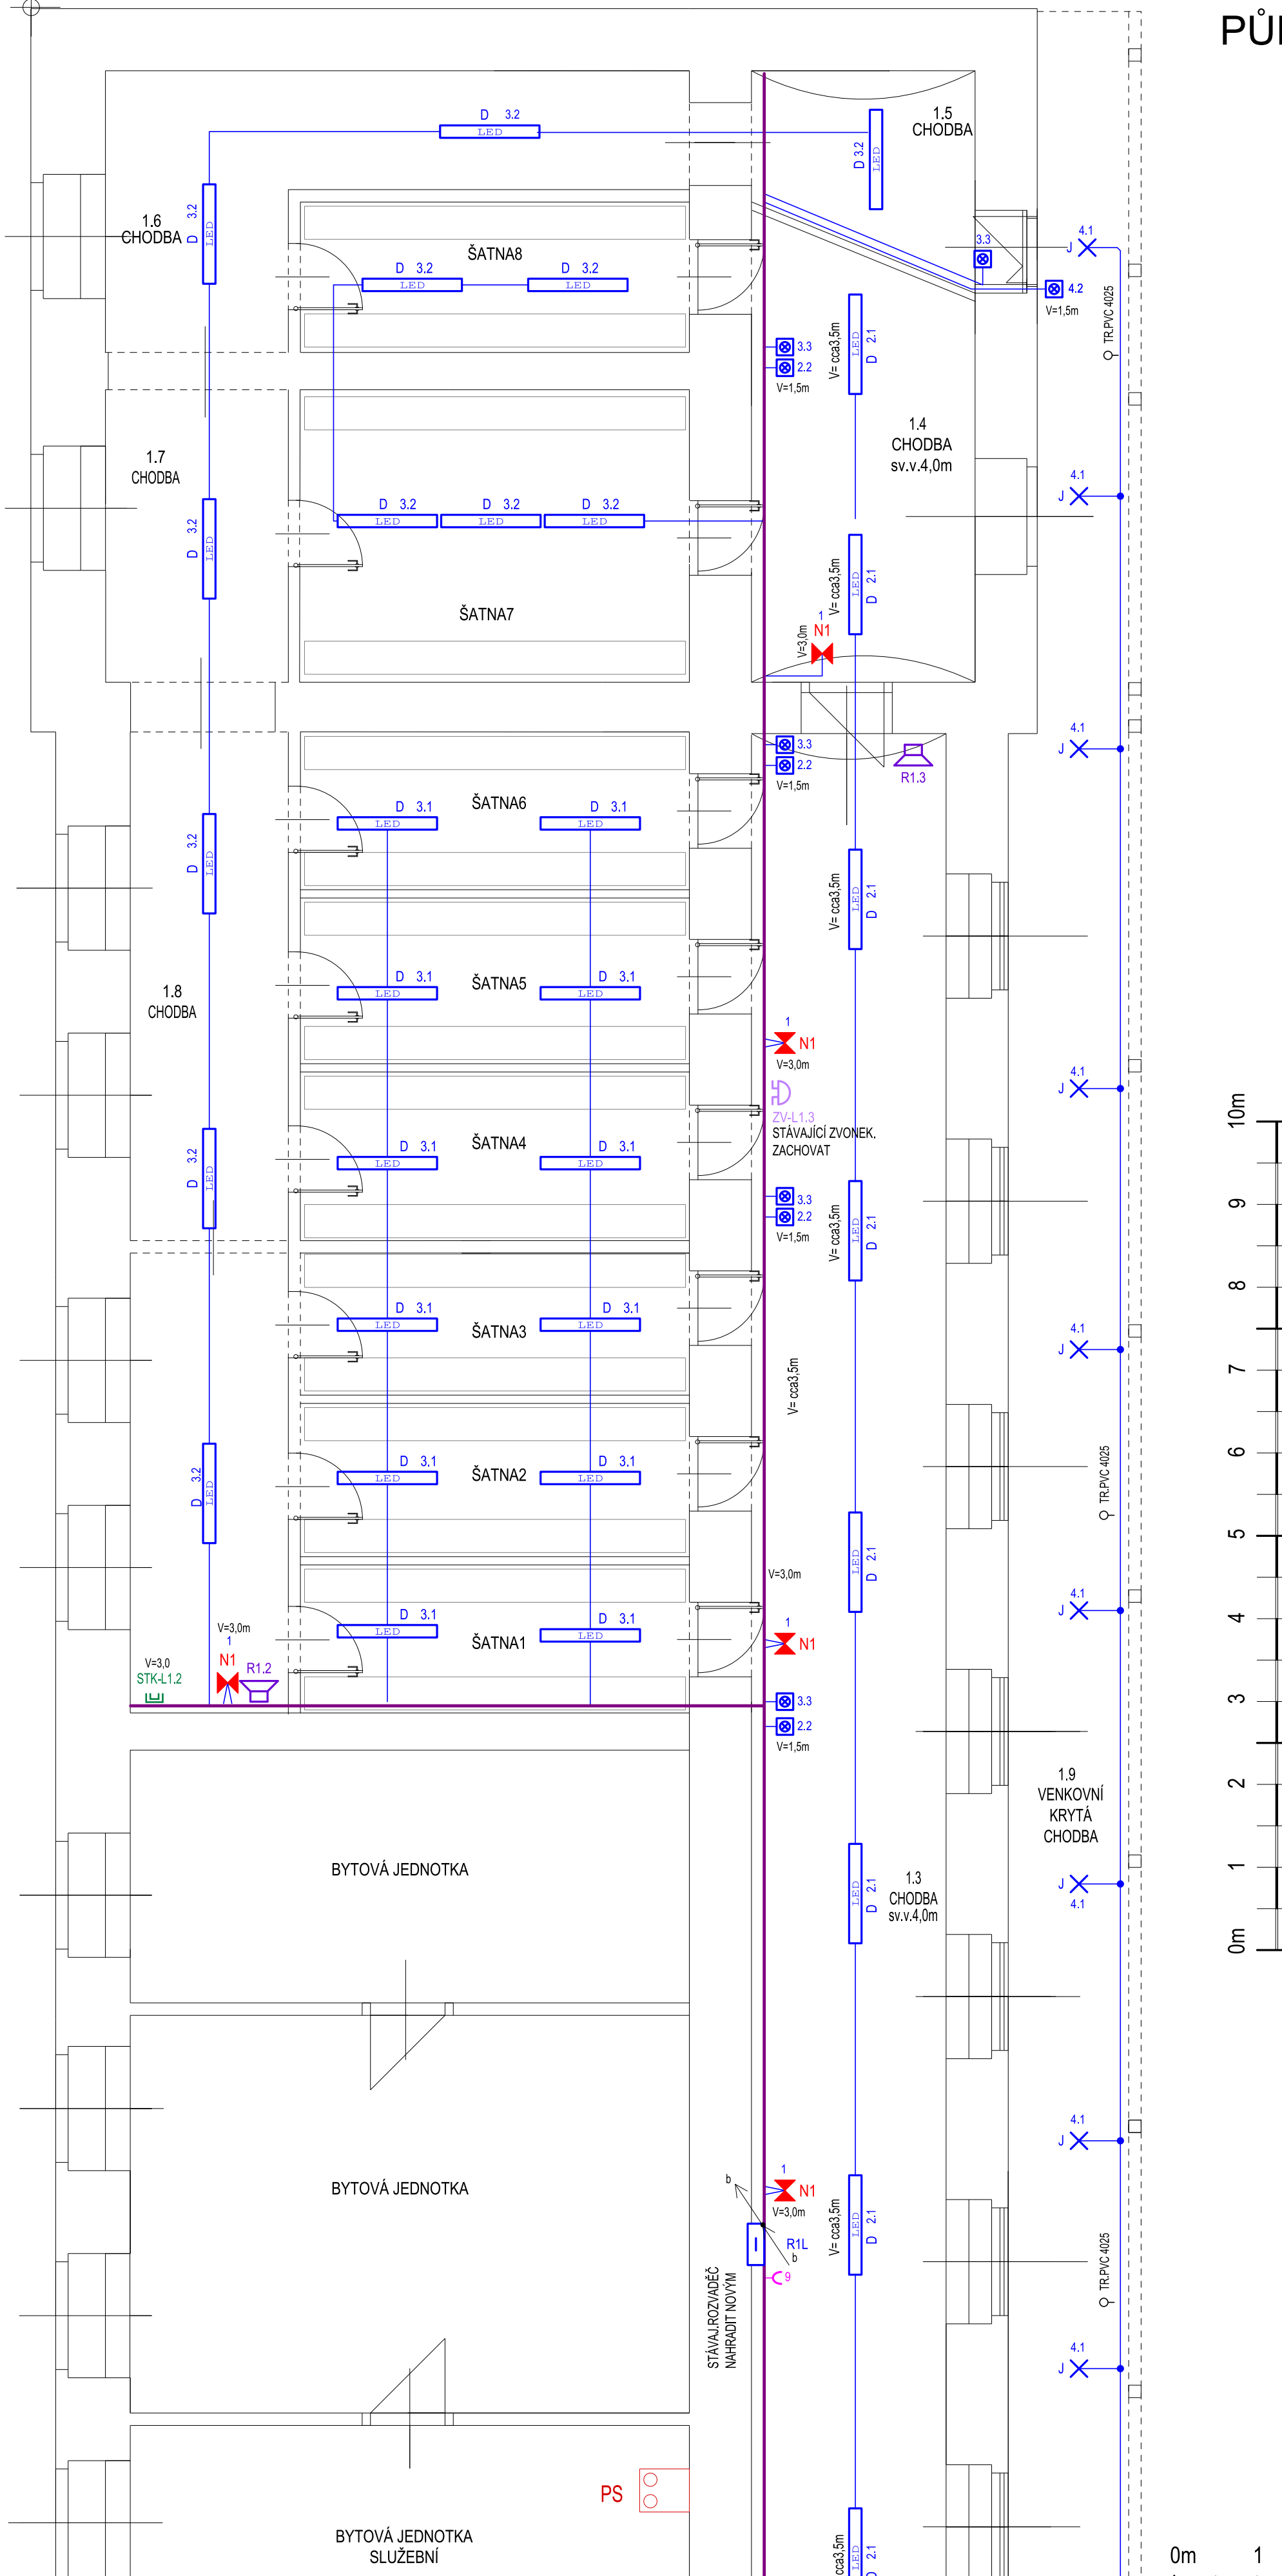 PŮ
D 3.2
LED
1.5
CHODBA
D 3.2
LED
1.6
CHODBA
D 3.2
LED
ŠATNA8
D 3.2
LED
D 3.2
LED
3.3
4.1
J
4.2
V=1,5m
TR.PVC 4025
3.3
2.2
V=1,5m
V= cca3,5m
LED
D 2.1
1.4
CHODBA
sv.v.4,0m
1.7
CHODBA
D 3.2
LED
D 3.2
LED
D 3.2
LED
D 3.2
LED
4.1
J
ŠATNA7
V= cca3,5m
LED
D 2.1
1
N1
V=3,0m
3.3
2.2
V=1,5m
R1.3
4.1
J
ŠATNA6
D 3.1
LED
D 3.1
LED
D 3.2
LED
V= cca3,5m
LED
D 2.1
1.8
CHODBA
ŠATNA5
D 3.1
LED
D 3.1
LED
1
N1
V=3,0m
ZV-L1.3
STÁVAJÍCÍ ZVONEK,
ZACHOVAT
4.1
J
10m
ŠATNA4
D 3.1
LED
D 3.1
LED
D 3.2
LED
3.3
2.2
V=1,5m
V= cca3,5m
LED
D 2.1
9
8
ŠATNA3
D 3.1
LED
D 3.1
LED
V= cca3,5m
4.1
J
7
ŠATNA2
D 3.1
LED
D 3.1
LED
D 3.2
LED
TR.PVC 4025
6
5
LED
D 2.1
V=3,0m
ŠATNA1
D 3.1
LED
D 3.1
LED
1
N1
4.1
J
4
V=3,0m
1
N1
R1.2
V=3,0
STK-L1.2
3.3
2.2
V=1,5m
3
1.9
VENKOVNÍ
KRYTÁ
CHODBA
2
BYTOVÁ JEDNOTKA
1.3
CHODBA
sv.v.4,0m
LED
D 2.1
J
4.1
1
0m
BYTOVÁ JEDNOTKA
b
1
N1
V=3,0m
R1L
b
9
STÁVAJ.ROZVADĚČ
NAHRADIT NOVÝM
V= cca3,5m
LED
D 2.1
4.1
J
TR.PVC 4025
4.1
J
PS
BYTOVÁ JEDNOTKA
SLUŽEBNÍ
cca3,5m
LED
D 2.1
0m 1